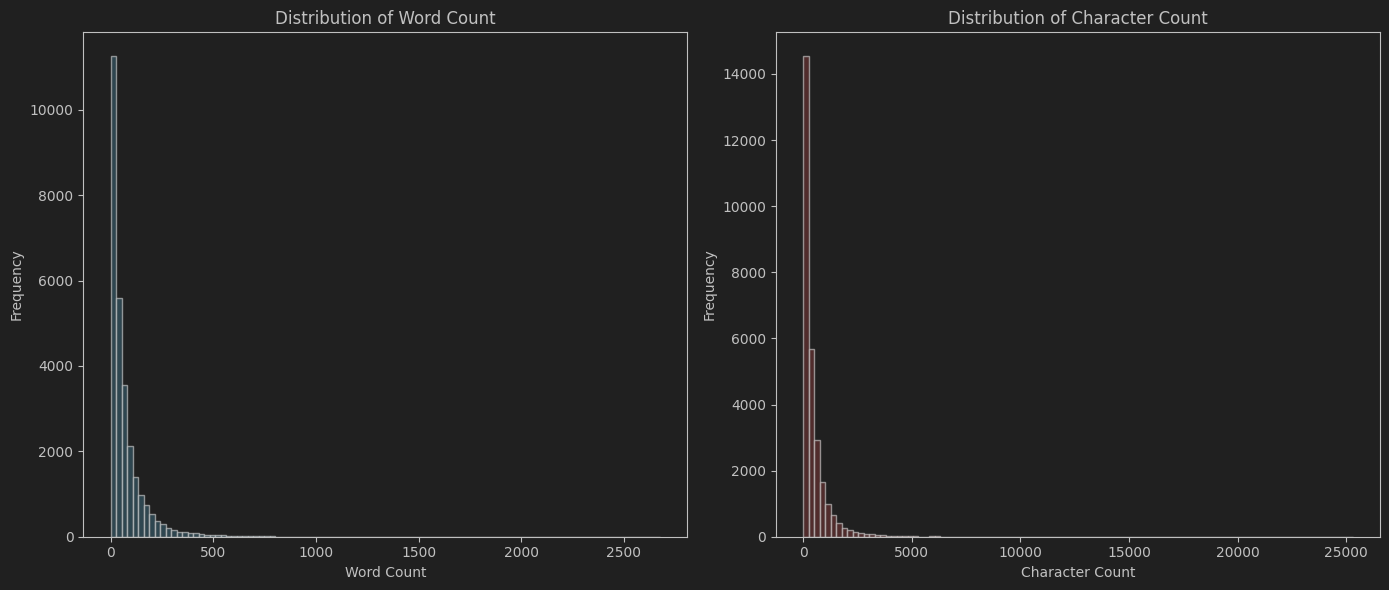 Distribution of Word Count
10000
8000
6000
4000
2000
0
Frequency
0 500 1000 1500 2000 2500
Word Count
Distribution of Character Count
14000
12000
10000
8000
6000
4000
2000
0
Frequency
0 5000 10000 15000 20000 25000
Character Count